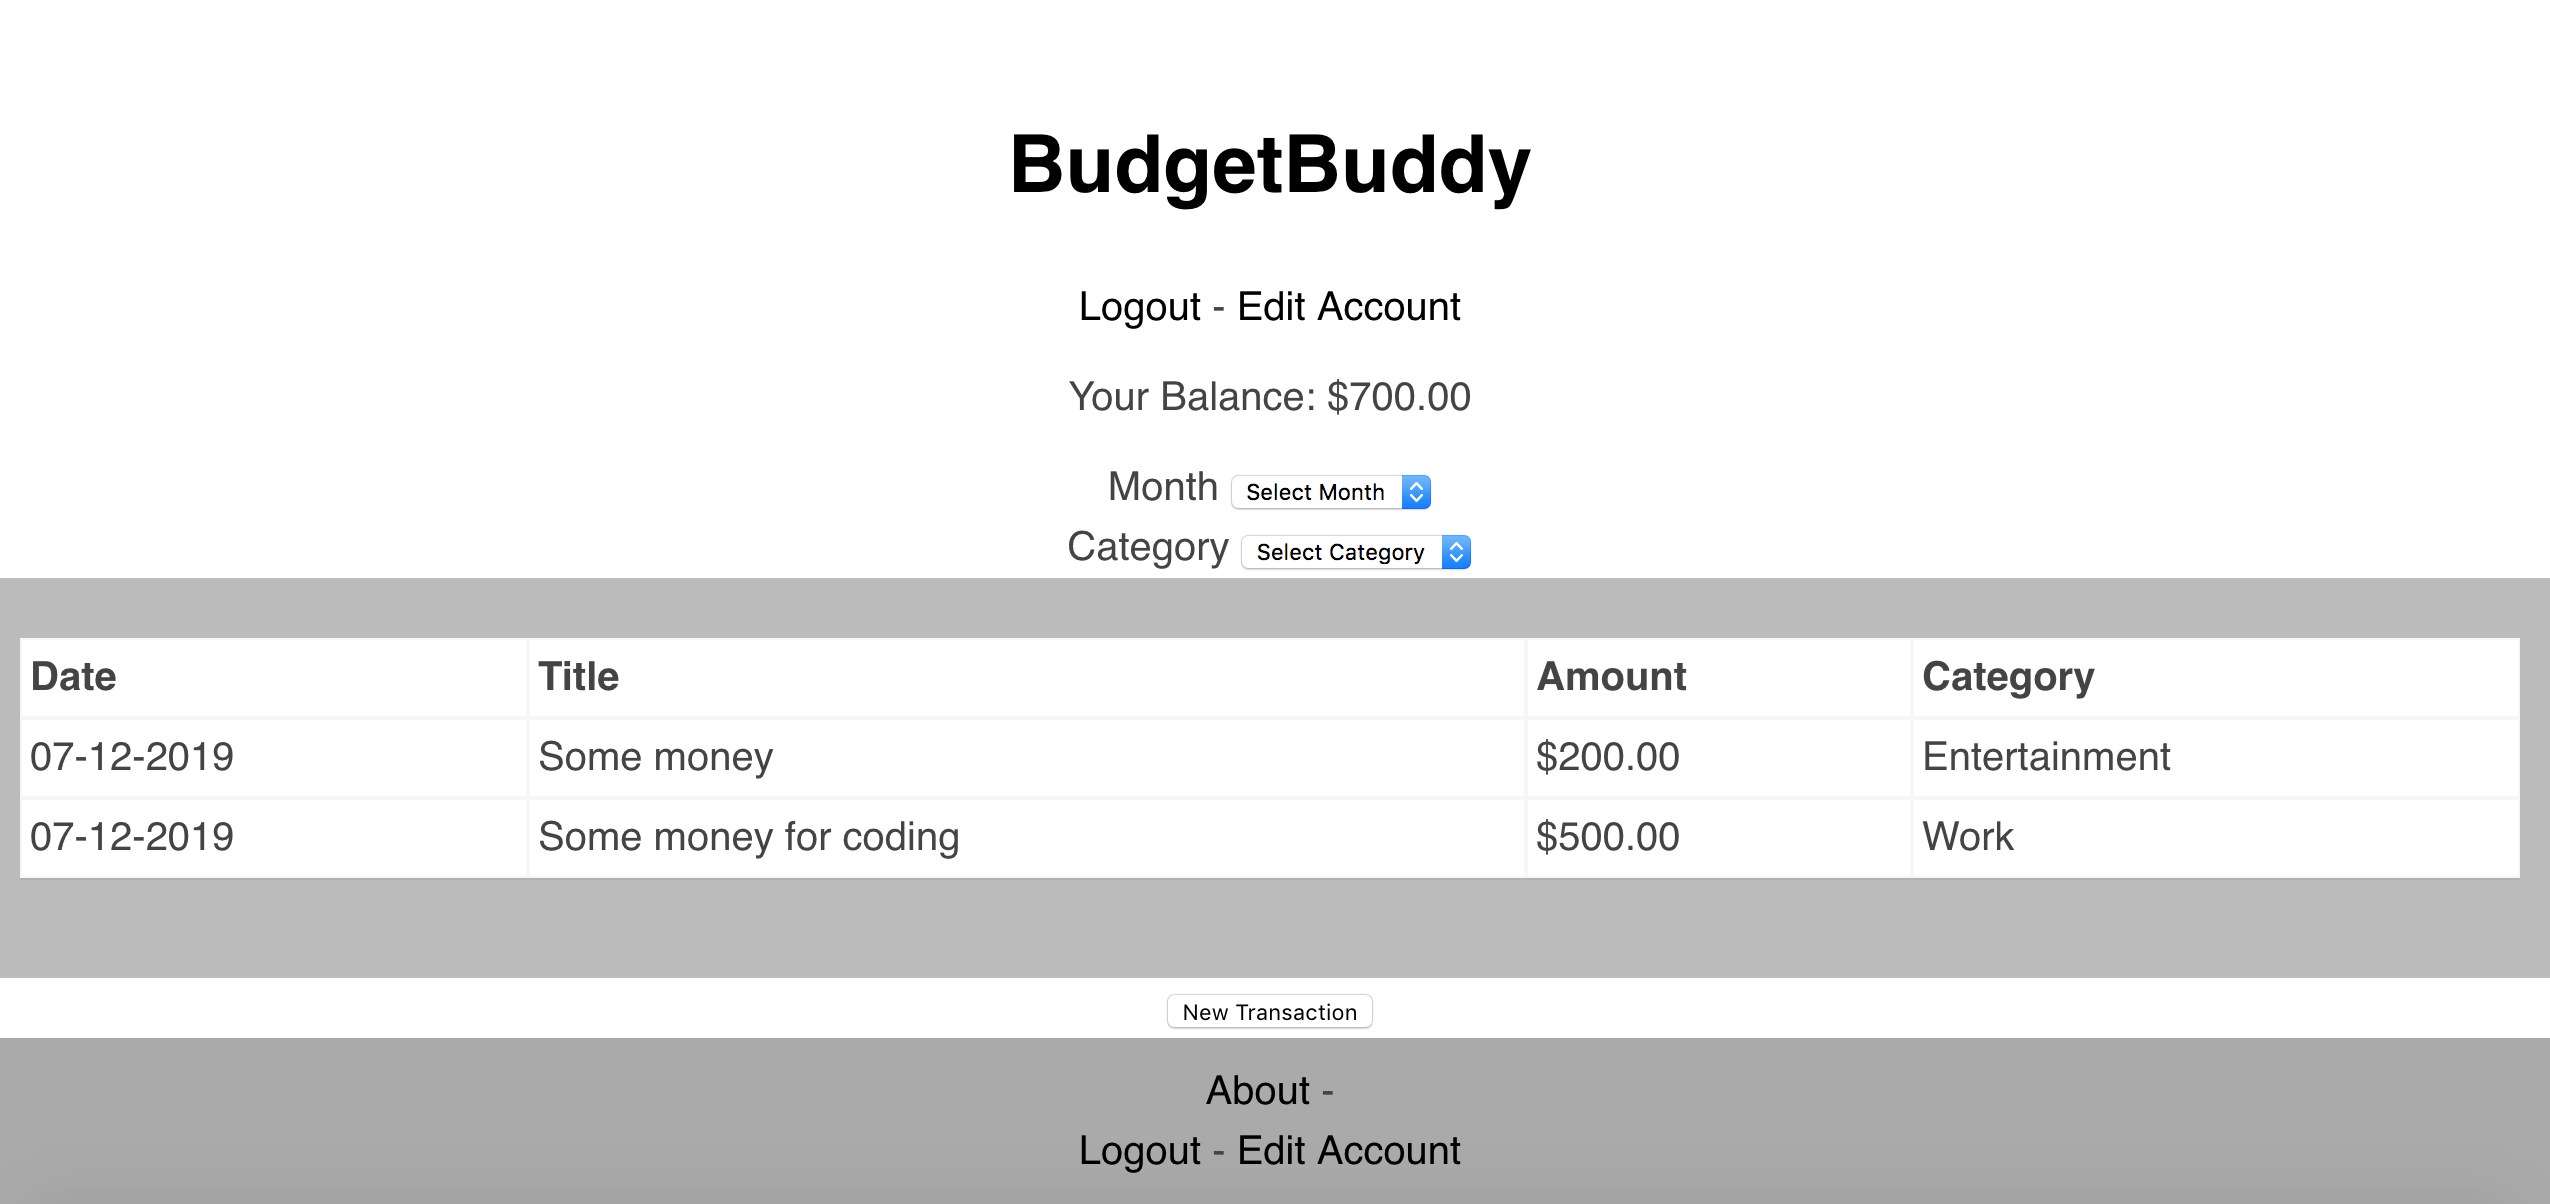 BudgetBuddy
Logout - Edit Account
Your Balance: $700.00
Month Select Month
Category Select Category
Date Title Amount Category
07-12-2019 Some money $200.00 Entertainment
07-12-2019 Some money for coding $500.00 Work
New Transaction
About -
Logout - Edit Account